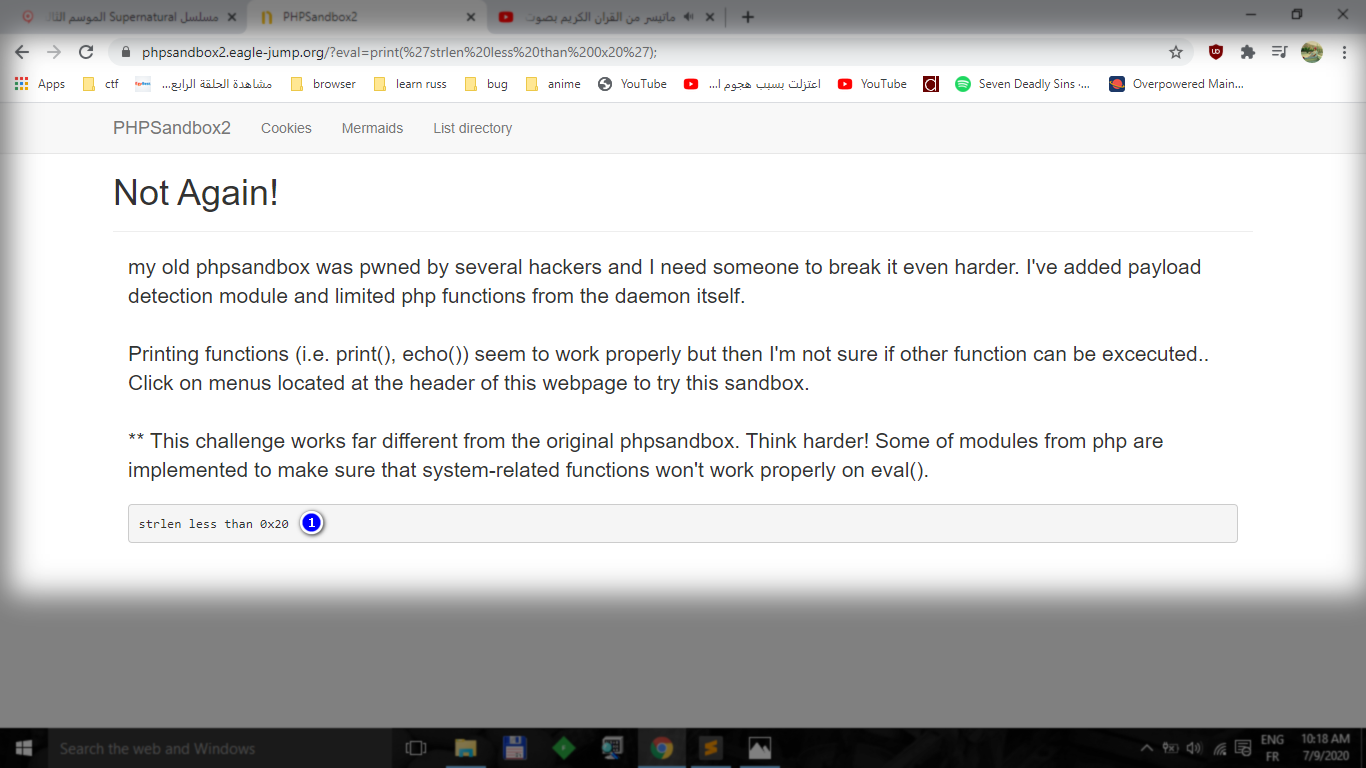 مسلسل Supernatural الموسم الثال
PHPSandbox2
ماتيسر من القران الكريم بصوت
phpsandbox2.eagle-jump.org/?eval=print(%27strlen%20less%20than%200x20%27);
Apps
ctf
مشاهدة الحلقة الرابع...
browser
learn russ
bug
anime
YouTube
اعتزلت بسبب هجوم ا...
YouTube
Seven Deadly Sins ·...
Overpowered Main...
PHPSandbox2
Cookies
Mermaids
List directory
Not Again!
my old phpsandbox was pwned by several hackers and I need someone to break it even harder. I've added payload
detection module and limited php functions from the daemon itself.
Printing functions (i.e. print(), echo()) seem to work properly but then I'm not sure if other function can be excecuted..
Click on menus located at the header of this webpage to try this sandbox.
** This challenge works far different from the original phpsandbox. Think harder! Some of modules from php are
implemented to make sure that system-related functions won't work properly on eval().
strlen less than 0x20
1
Search the web and Windows
ENG
FR
10:18 AM
7/9/2020